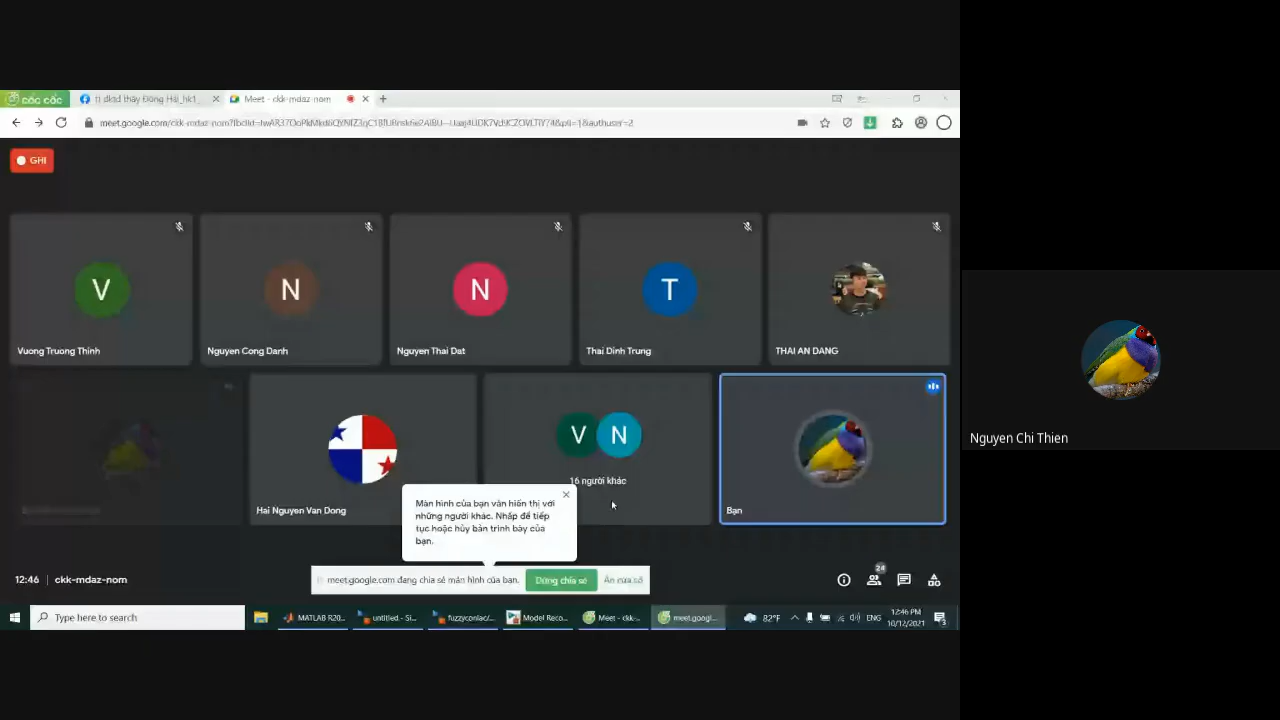 cốc cốc
Meet - ckk-mdaz-nom
GHI
Vuong Truong Thinh
Nguyen Cong Danh
Nguyen Thai Dat
Thai Dinh Trung
THAI AN DANG
V
N
N
T
V N
16 người khác
Hai Nguyen Van Dong
Bạn
Màn hình của bạn vẫn hiển thị với
những người khác. Nhấp để tiếp
tục hoặc hủy bản trình bày của
bạn.
meet.google.com đang chia sẻ màn hình của bạn.
Dừng chia sẻ
Ẩn cửa sổ
12:46 | ckk-mdaz-nom
24
Type here to search
MATLAB R20...
untitled - Si...
fuzzyconlac/...
Model Reco...
Meet - ckk-...
meet.googl...
82°F
ENG
12:46 PM
10/12/2021
Nguyen Chi Thien